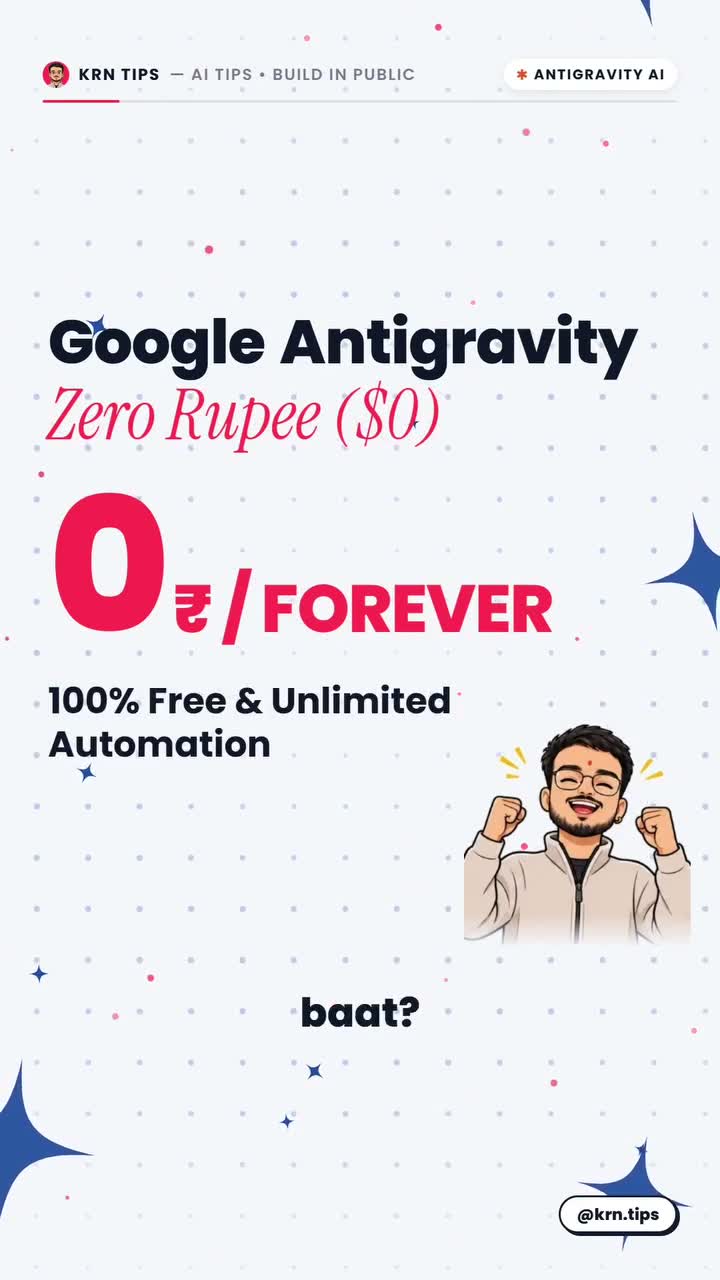 KRN TIPS — AI TIPS • BUILD IN PUBLIC
✱ ANTIGRAVITY AI
Google Antigravity
Zero Rupee ($0)
0₹ / FOREVER
100% Free & Unlimited
Automation
baat?
@krn.tips